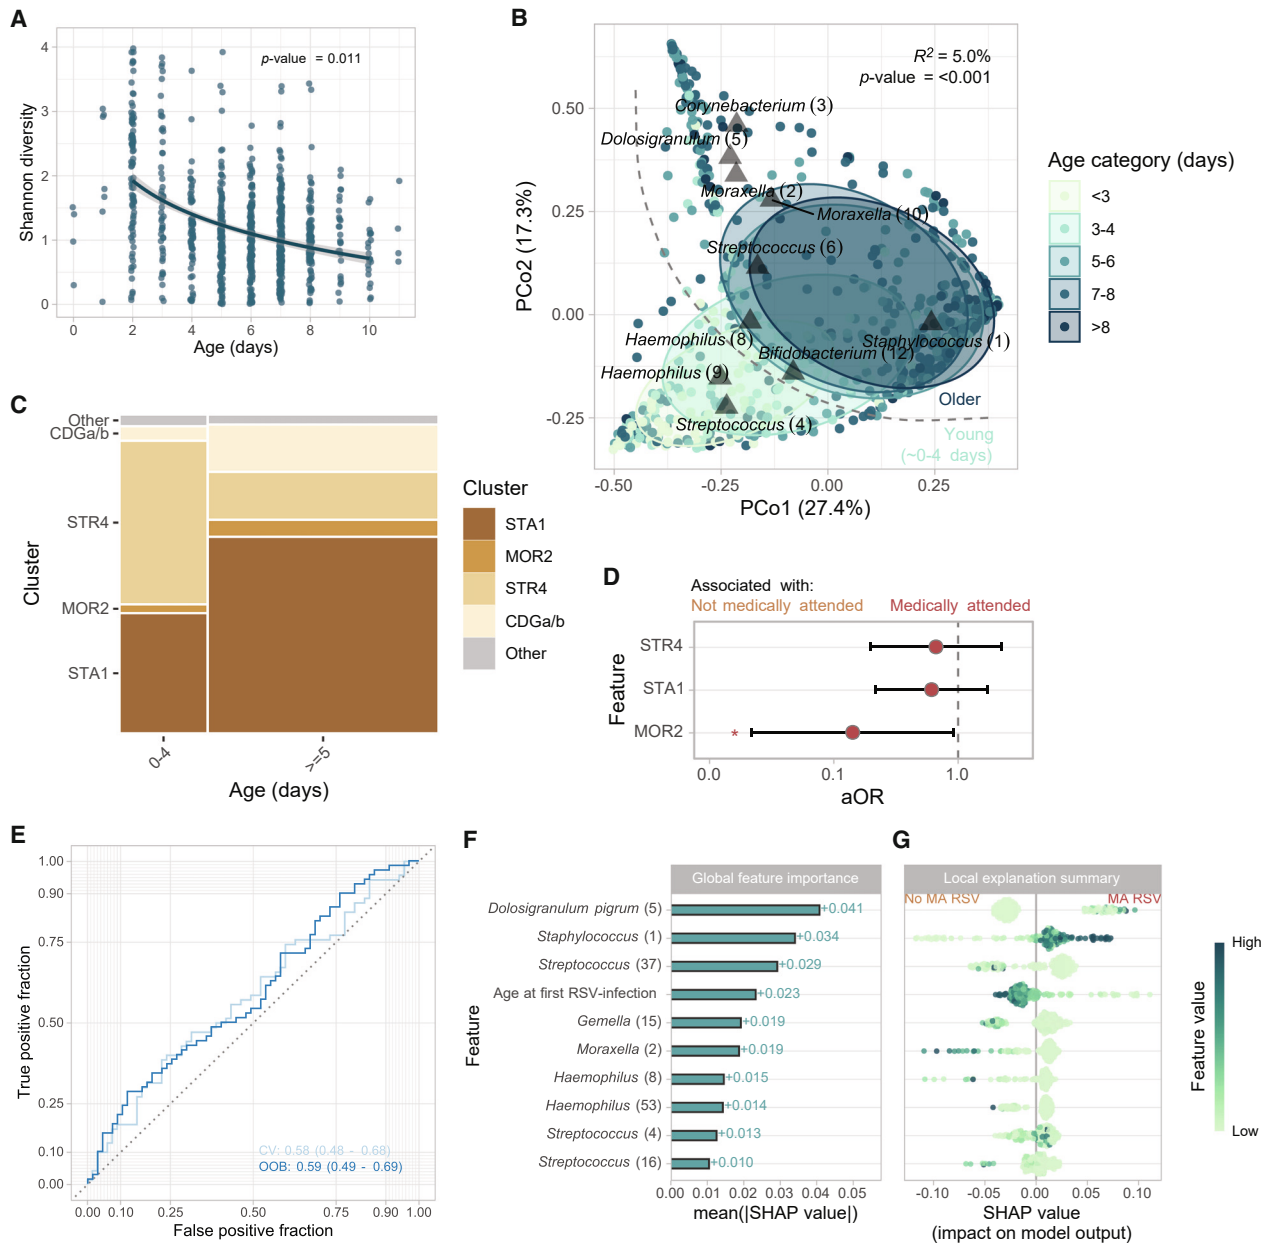 A
p-value = 0.011
Shannon diversity
4
3
2
1
0
0
2
4
6
8
10
Age (days)
B
R² = 5.0%
p-value = <0.001
Corynebacterium (3)
Dolosigranulum (5)
Moraxella (2)
Moraxella (10)
Streptococcus (6)
Haemophilus (8)
Staphylococcus (1)
Bifidobacterium (12)
Haemophilus (9)
Streptococcus (4)
Older
Young
(~0-4 days)
PCo2 (17.3%)
0.50
0.25
0.00
-0.25
-0.50
-0.25
0.00
0.25
PCo1 (27.4%)
Age category (days)
<3
3-4
5-6
7-8
>8
C
Cluster
Other
CDGa/b
STR4
MOR2
STA1
0-4
>=5
Age (days)
Cluster
STA1
MOR2
STR4
CDGa/b
Other
D
Associated with:
Not medically attended
Medically attended
Feature
STR4
STA1
MOR2
*
0.0
0.1
1.0
aOR
E
True positive fraction
1.00
0.90
0.75
0.50
0.25
0.10
0.00
CV: 0.58 (0.48 - 0.68)
OOB: 0.59 (0.49 - 0.69)
0.00
0.10
0.25
0.50
0.75
0.90
1.00
False positive fraction
F
Global feature importance
Feature
Dolosigranulum pigrum (5)
+0.041
Staphylococcus (1)
+0.034
Streptococcus (37)
+0.029
Age at first RSV-infection
+0.023
Gemella (15)
+0.019
Moraxella (2)
+0.019
Haemophilus (8)
+0.015
Haemophilus (53)
+0.014
Streptococcus (4)
+0.013
Streptococcus (16)
+0.010
0.00
0.01
0.02
0.03
0.04
0.05
mean(|SHAP value|)
G
Local explanation summary
No MA RSV
MA RSV
-0.10
-0.05
0.00
0.05
0.10
SHAP value
(impact on model output)
Feature value
High
Low